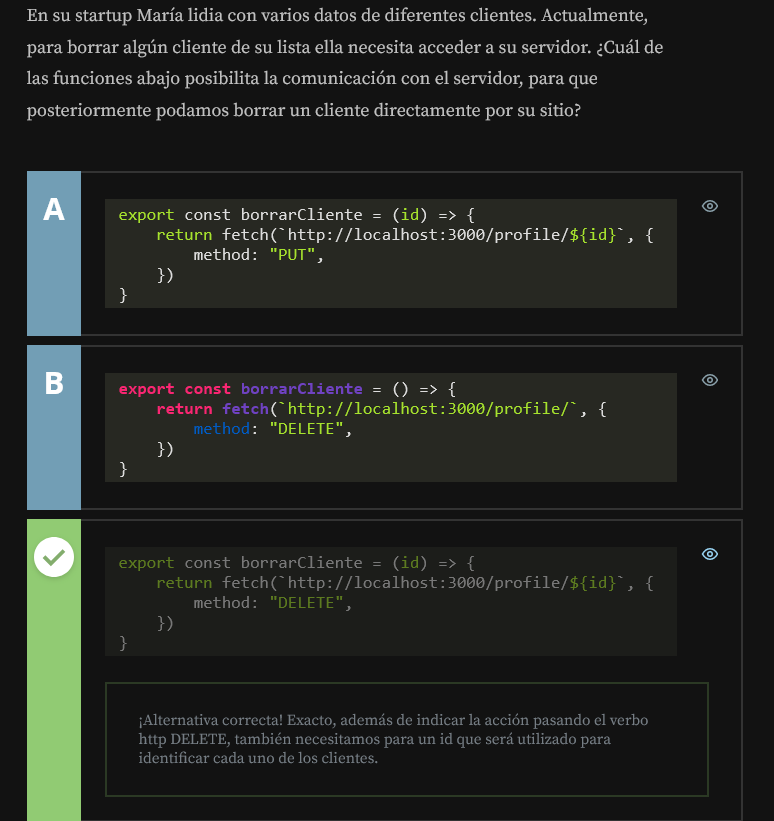 En su startup María lidia con varios datos de diferentes clientes. Actualmente,
para borrar algún cliente de su lista ella necesita acceder a su servidor. ¿Cuál de
las funciones abajo posibilita la comunicación con el servidor, para que
posteriormente podamos borrar un cliente directamente por su sitio?
A
export const borrarCliente = (id) => {
    return fetch(`http://localhost:3000/profile/${id}`, {
        method: "PUT",
    })
}
B
export const borrarCliente = () => {
    return fetch(`http://localhost:3000/profile/`, {
        method: "DELETE",
    })
}
export const borrarCliente = (id) => {
    return fetch(`http://localhost:3000/profile/${id}`, {
        method: "DELETE",
    })
}
¡Alternativa correcta! Exacto, además de indicar la acción pasando el verbo
http DELETE, también necesitamos para un id que será utilizado para
identificar cada uno de los clientes.